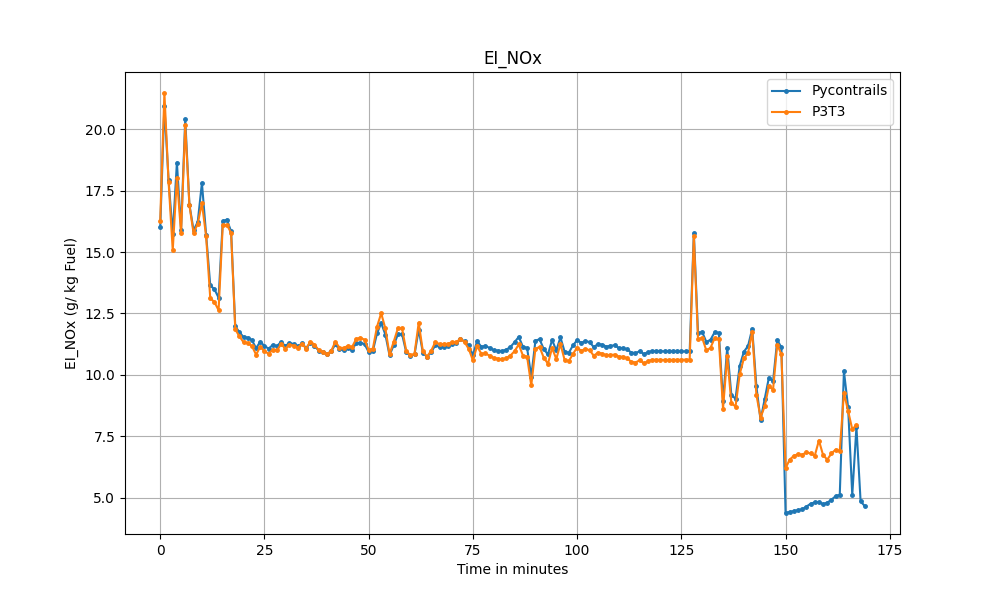 EI_NOx
Pycontrails
P3T3
EI_NOx (g/ kg Fuel)
20.0
17.5
15.0
12.5
10.0
7.5
5.0
0 25 50 75 100 125 150 175
Time in minutes